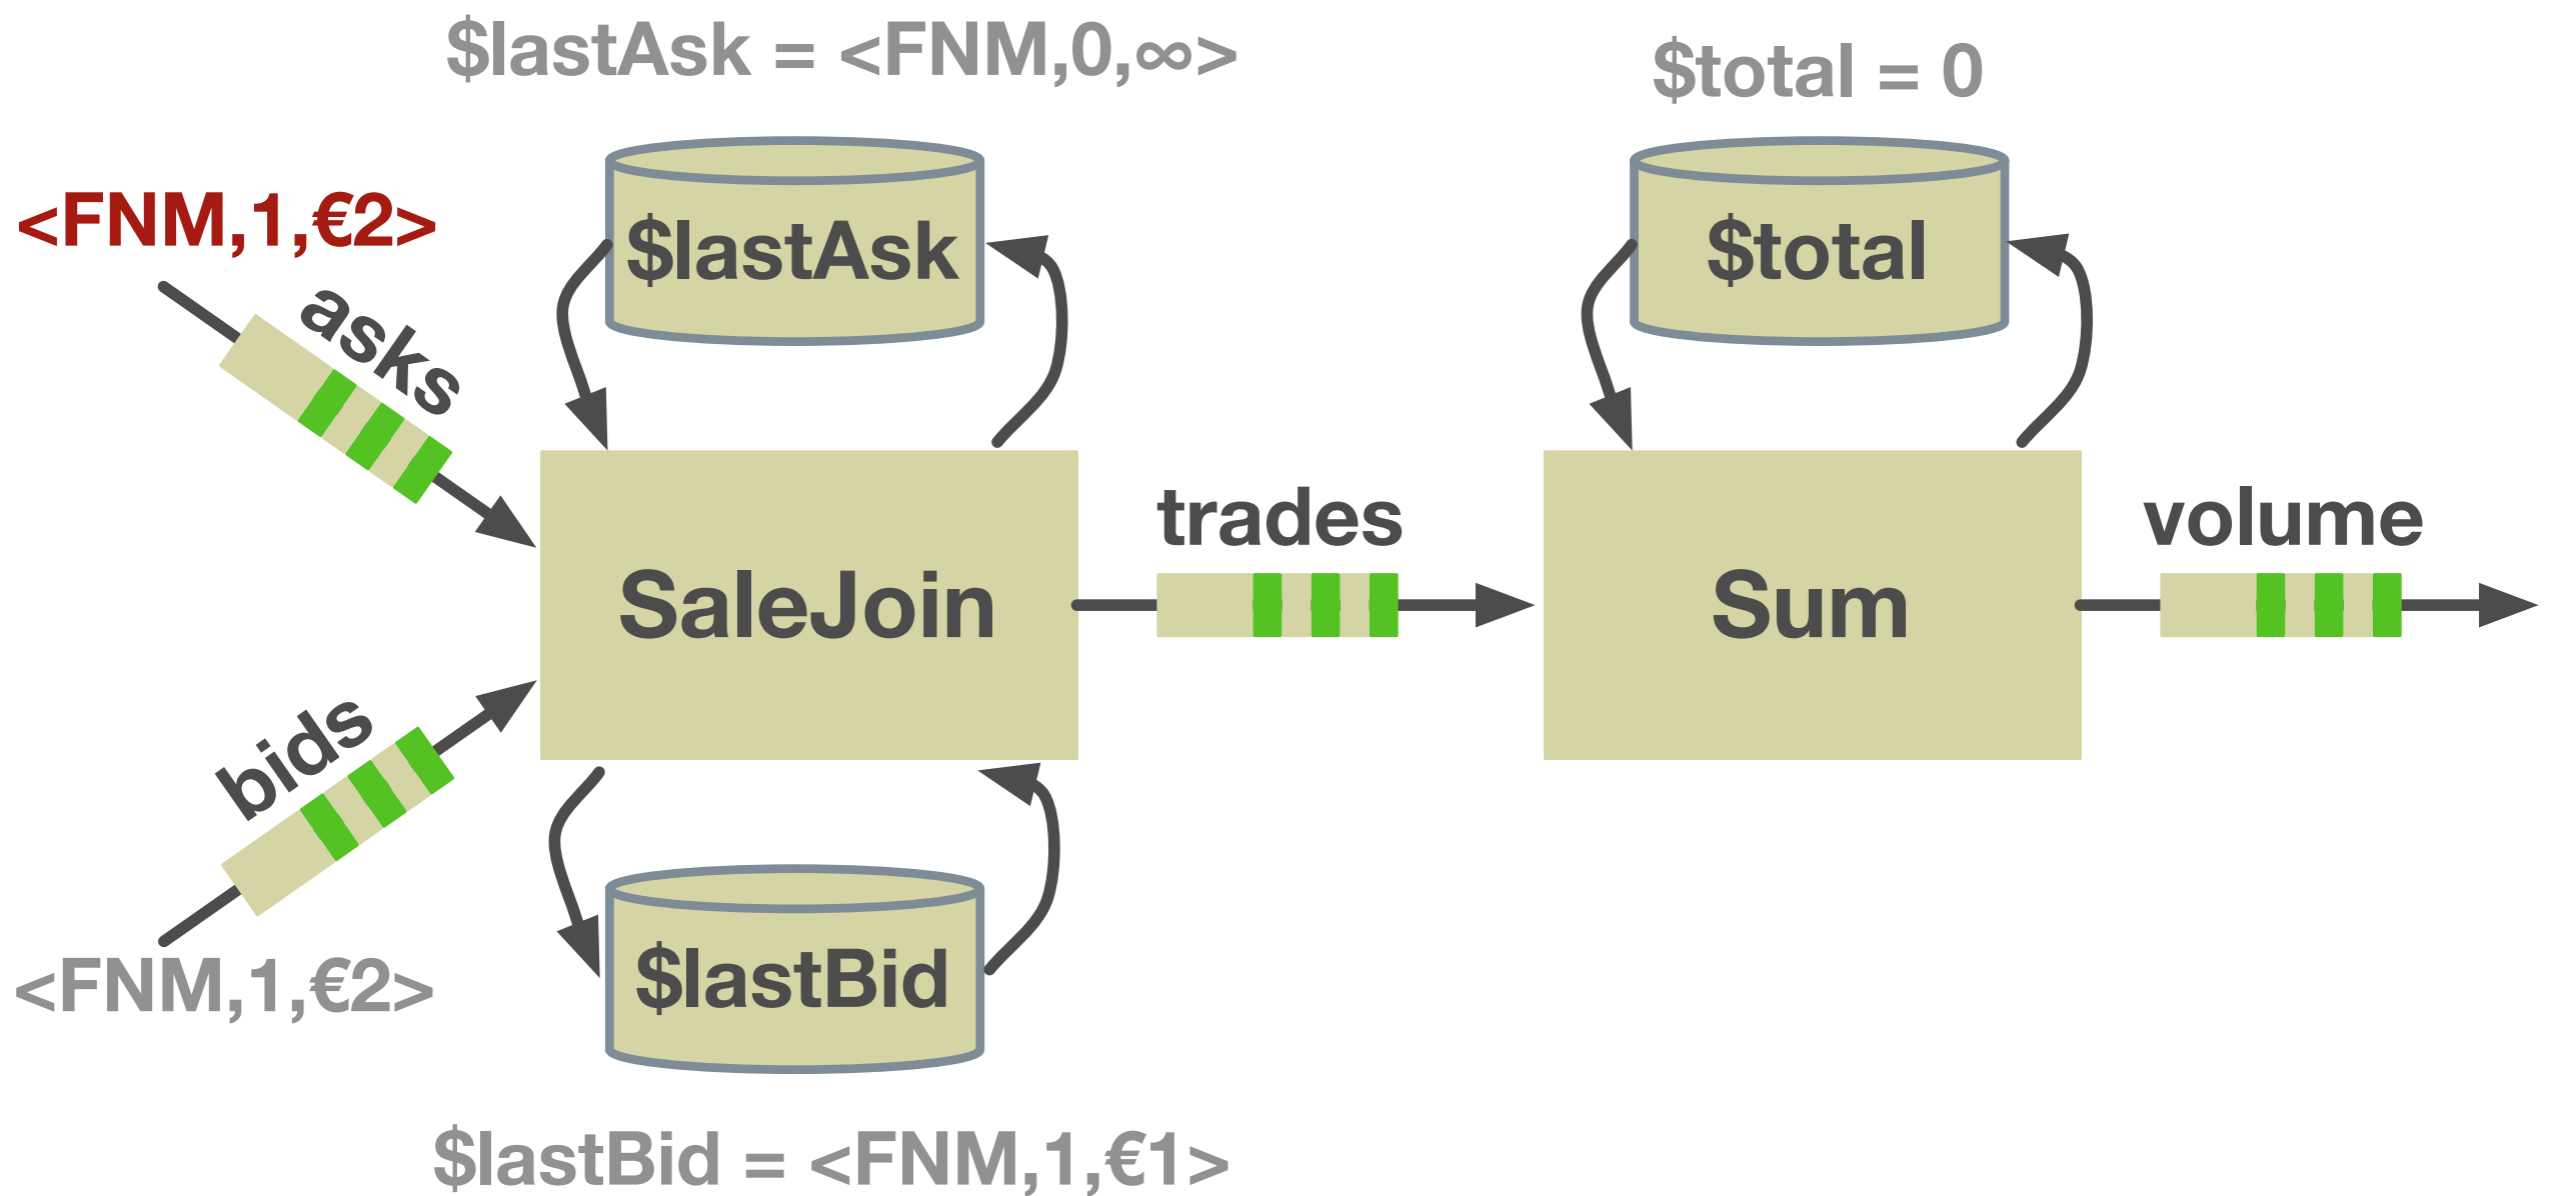 $lastAsk = <FNM,0,∞>
$total = 0
<FNM,1,€2>
$lastAsk
$total
asks
trades
volume
SaleJoin
Sum
bids
<FNM,1,€2>
$lastBid
$lastBid = <FNM,1,€1>